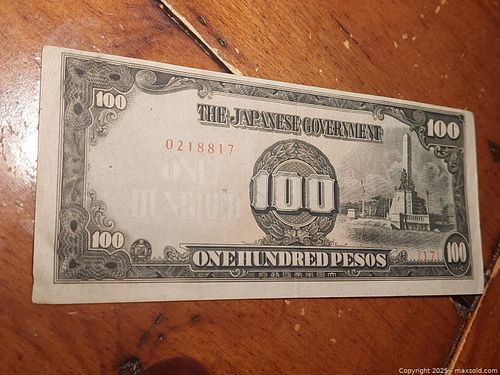 100
THE JAPANESE GOVERNMENT
100
0218817
ONE
HUNDRED
100
100
ONE HUNDRED PESOS
100
Copyright 2025 - maxsold.com